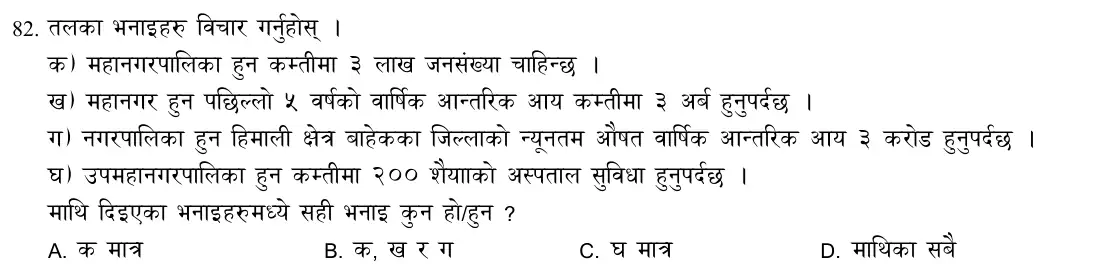 82. तलका भनाइहरु विचार गर्नुहोस् ।
क) महानगरपालिका हुन कम्तीमा ३ लाख जनसंख्या चाहिन्छ ।
ख) महानगर हुन पछिल्लो ५ वर्षको वार्षिक आन्तरिक आय कम्तीमा ३ अर्ब हुनुपर्दछ ।
ग) नगरपालिका हुन हिमाली क्षेत्र बाहेकका जिल्लाको न्यूनतम औषत वार्षिक आन्तरिक आय ३ करोड हुनुपर्दछ ।
घ) उपमहानगरपालिका हुन कम्तीमा २०० शैयााको अस्पताल सुविधा हुनुपर्दछ ।
माथि दिइएका भनाइहरुमध्ये सही भनाइ कुन हो/हुन ?
A. क मात्र B. क, ख र ग C. घ मात्र D. माथिका सबै